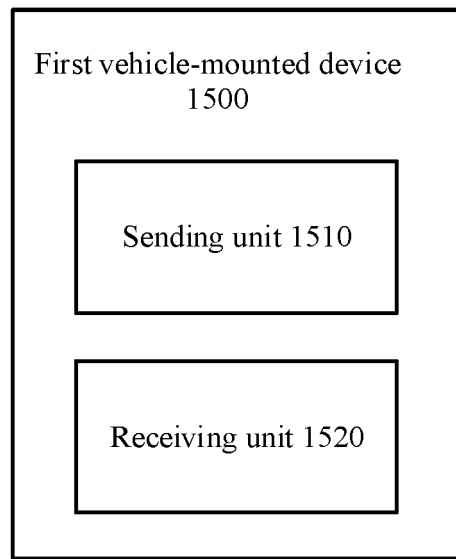 First vehicle-mounted device
1500
Sending unit 1510
Receiving unit 1520